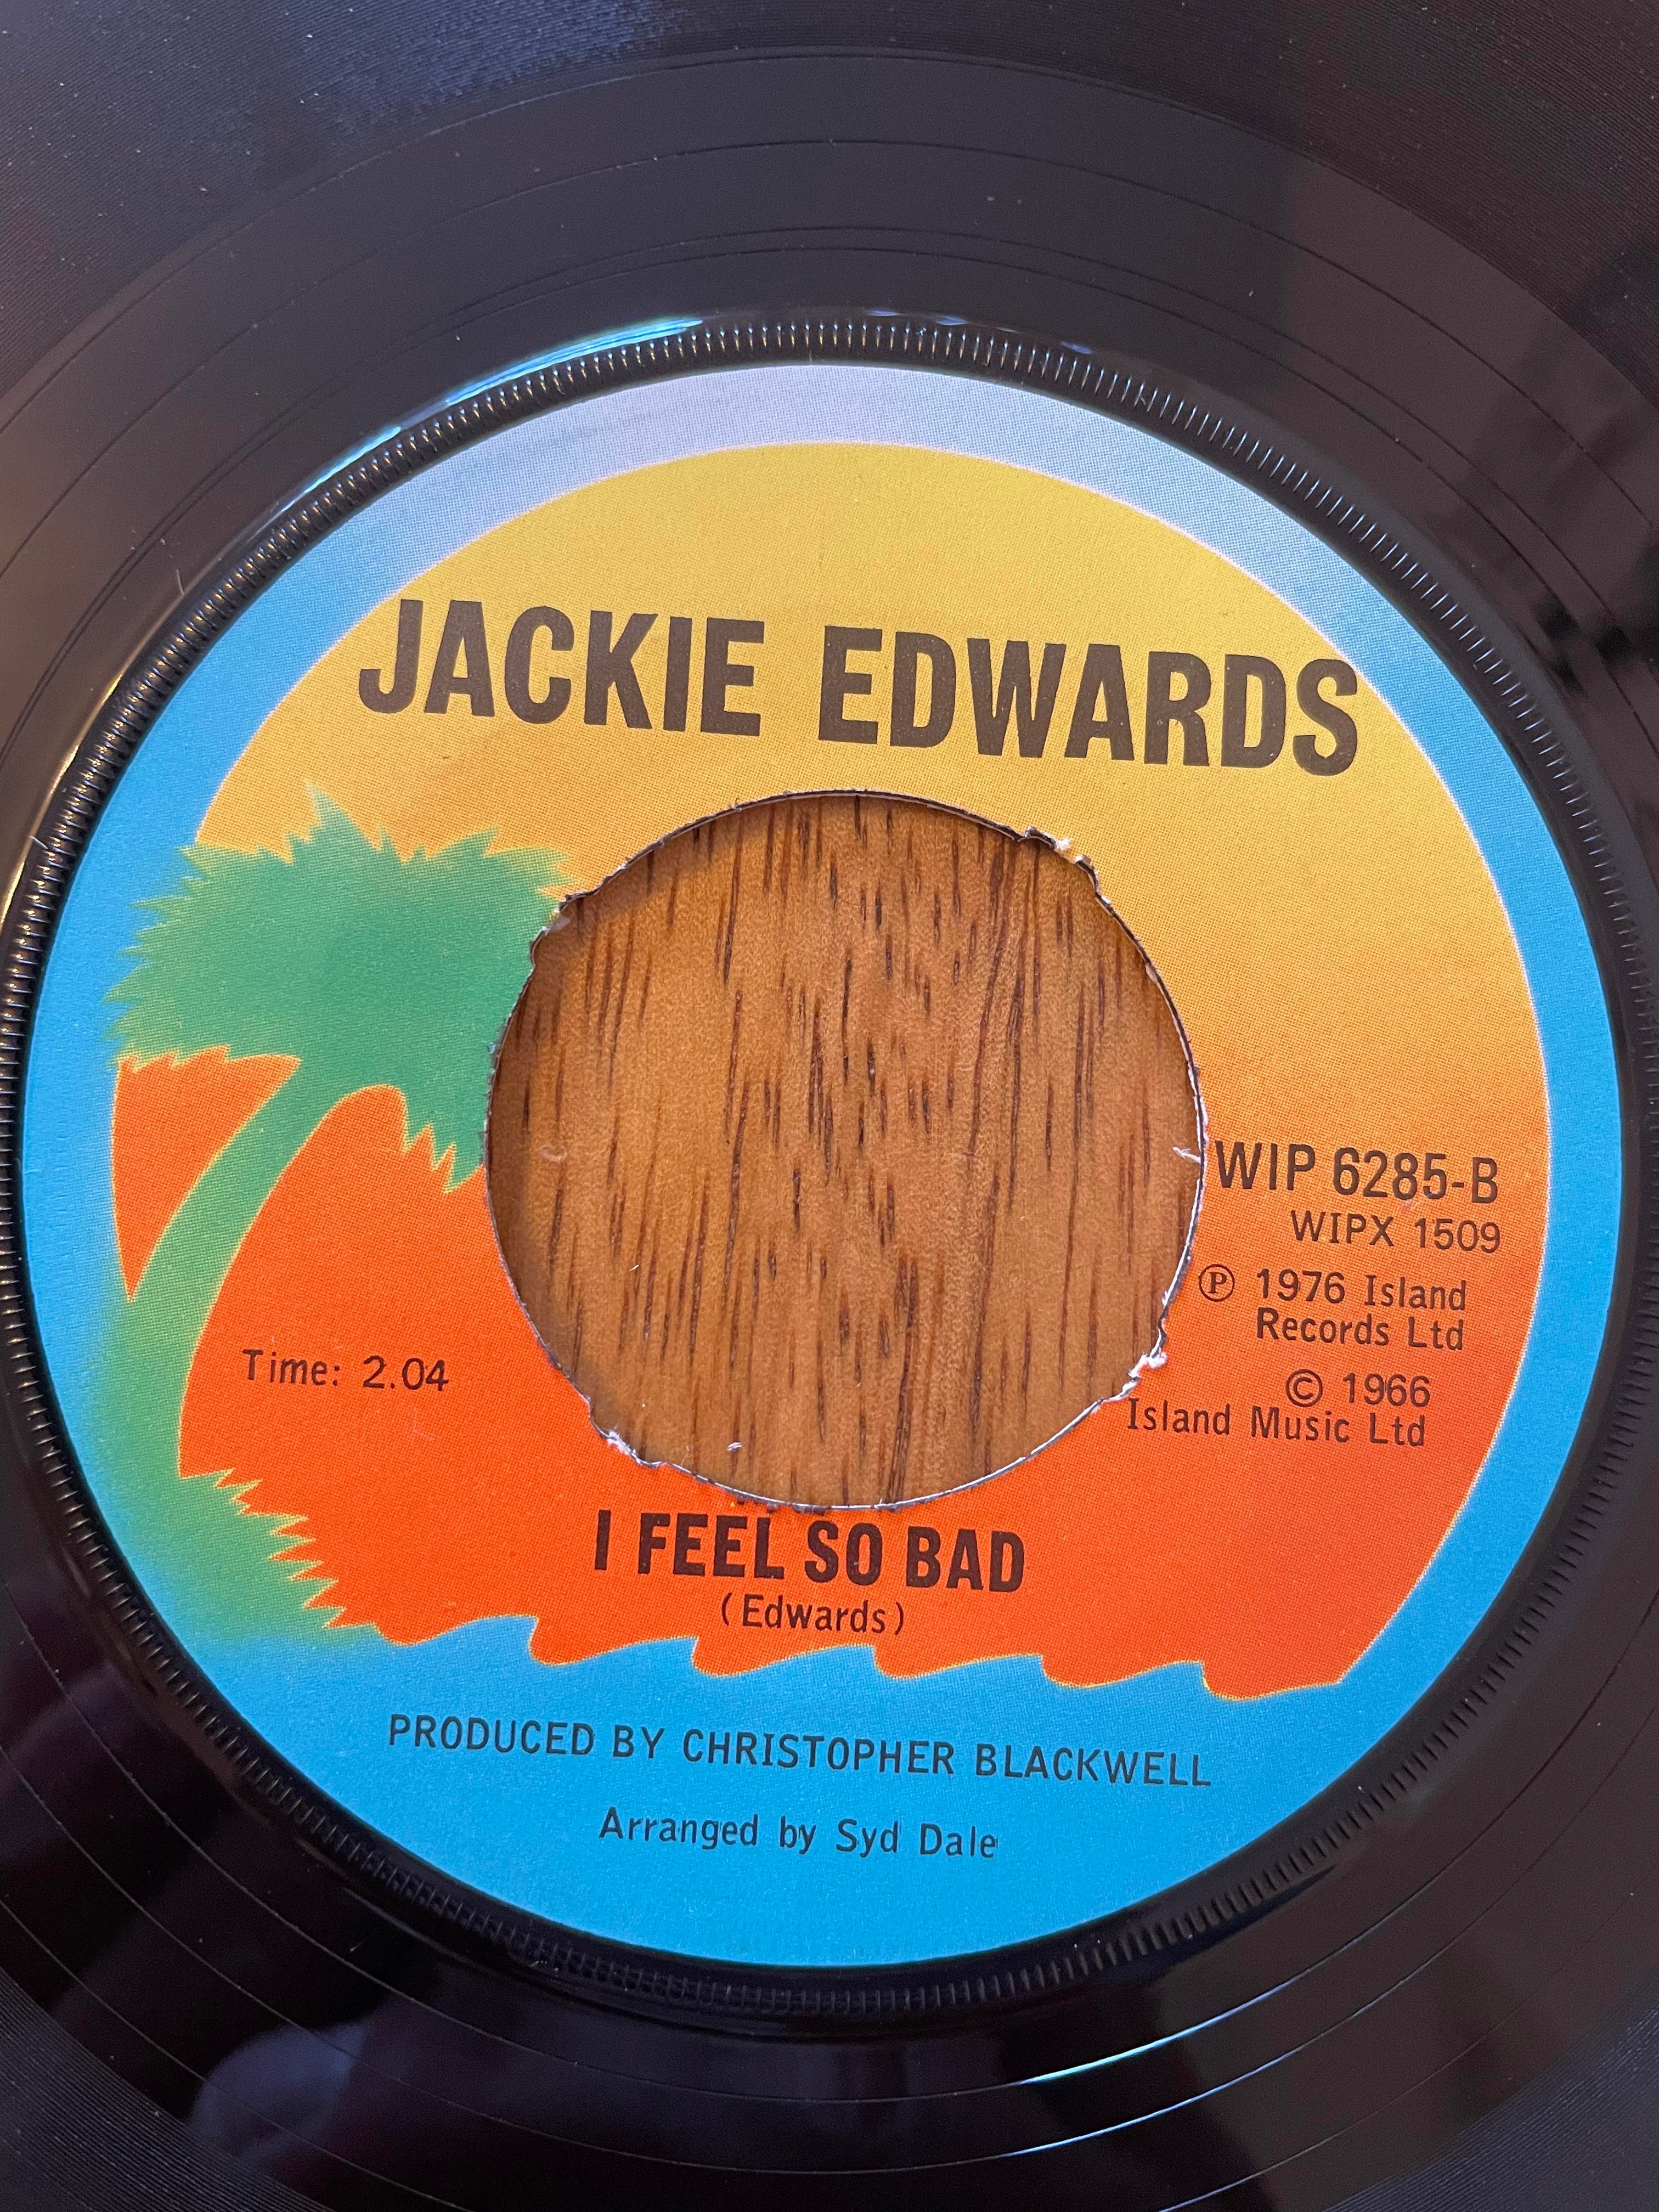 JACKIE EDWARDS
WIP 6285-B
WIPX 1509
Ⓟ 1976 Island
Records Ltd
Time: 2.04
© 1966
Island Music Ltd
I FEEL SO BAD
(Edwards)
PRODUCED BY CHRISTOPHER BLACKWELL
Arranged by Syd Dale